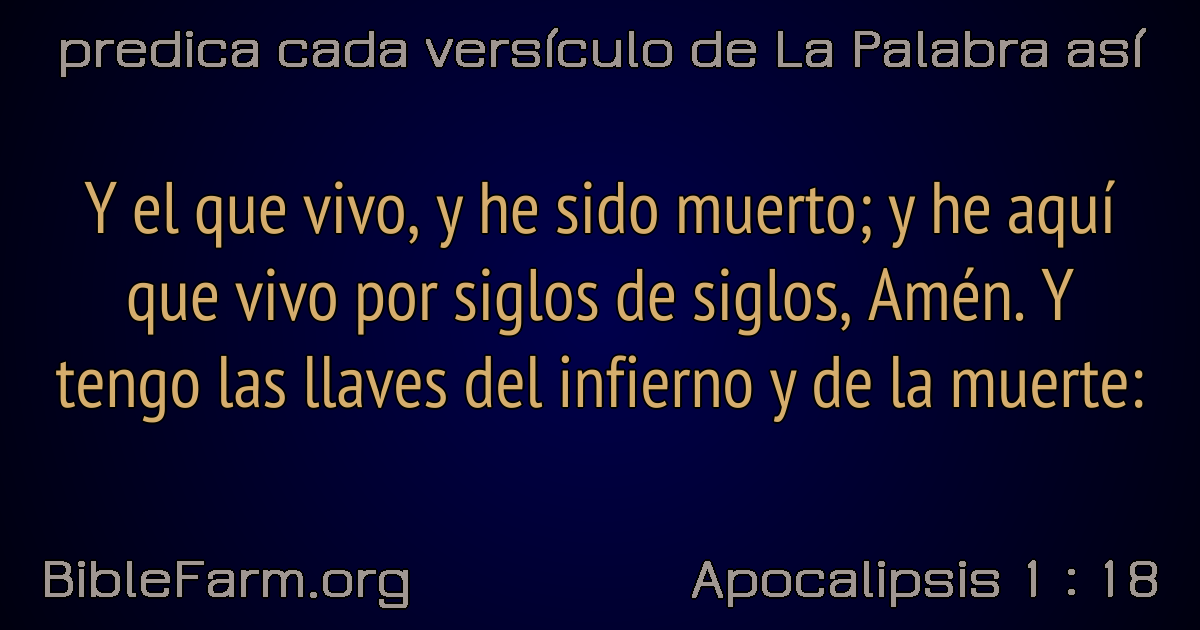 predica cada versículo de La Palabra así
Y el que vivo, y he sido muerto; y he aquí
que vivo por siglos de siglos, Amén. Y
tengo las llaves del infierno y de la muerte:
BibleFarm.org
Apocalipsis 1 : 18